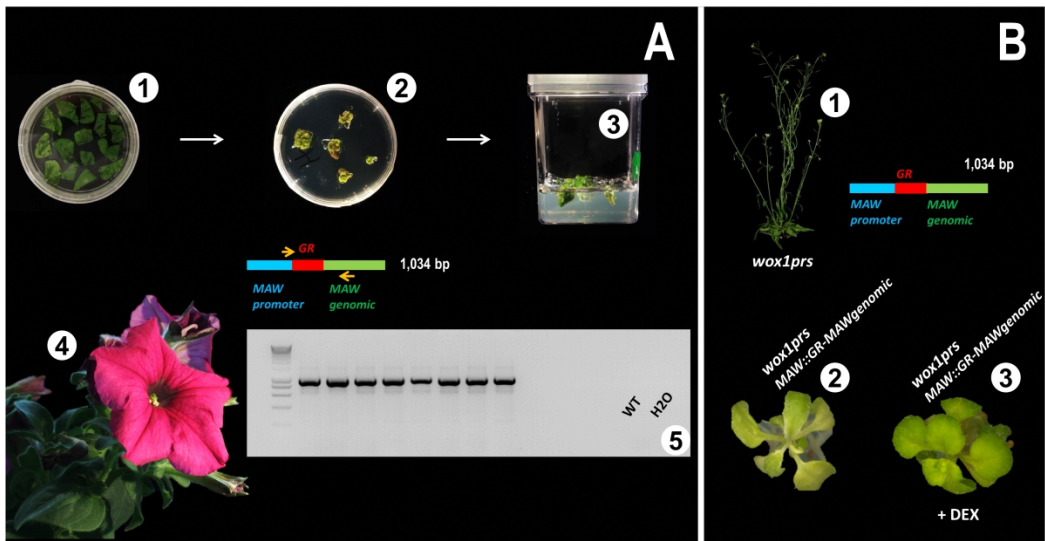 A
1
2
3
GR
1,034 bp
MAW
promoter
MAW
genomic
4
WT
H2O
5
B
1
1,034 bp
GR
MAW
promoter
MAW
genomic
wox1prs
wox1prs
MAW::GR-MAWgenomic
2
wox1prs
MAW::GR-MAWgenomic
3
+ DEX